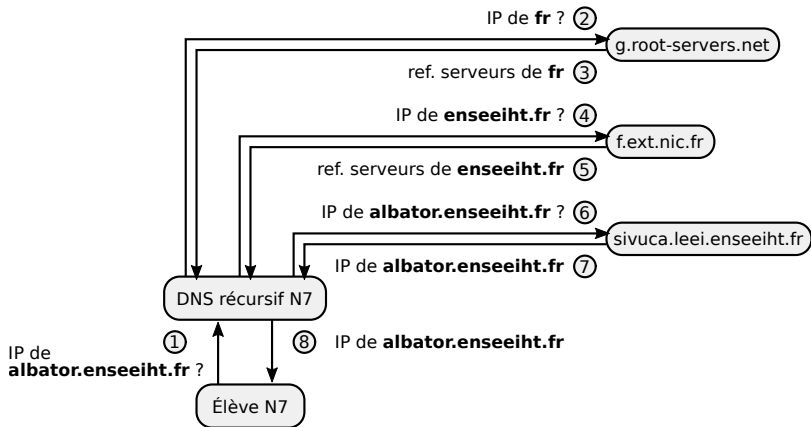 IP de fr ? 2
g.root-servers.net
ref. serveurs de fr 3
IP de enseeiht.fr ? 4
f.ext.nic.fr
ref. serveurs de enseeiht.fr 5
IP de albator.enseeiht.fr ? 6
sivuca.leei.enseeiht.fr
IP de albator.enseeiht.fr 7
DNS récursif N7
1
8 IP de albator.enseeiht.fr
IP de
albator.enseeiht.fr ?
Élève N7